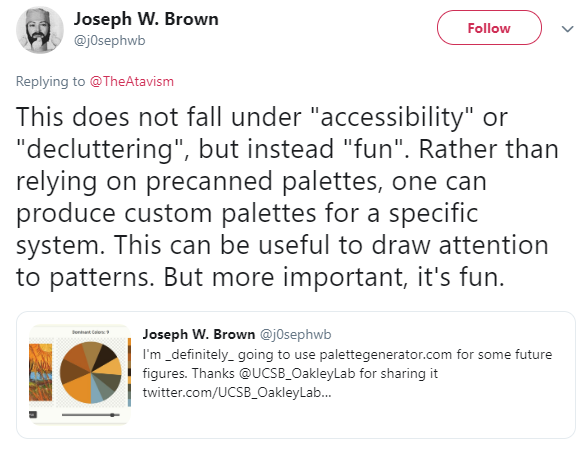 Joseph W. Brown
@j0sephwb
Follow
Replying to @TheAtavism
This does not fall under "accessibility" or
"decluttering", but instead "fun". Rather than
relying on precanned palettes, one can
produce custom palettes for a specific
system. This can be useful to draw attention
to patterns. But more important, it's fun.
Dominant Colors: 9
Joseph W. Brown @j0sephwb
I'm _definitely_ going to use palettegenerator.com for some future
figures. Thanks @UCSB_OakleyLab for sharing it
twitter.com/UCSB_OakleyLab…